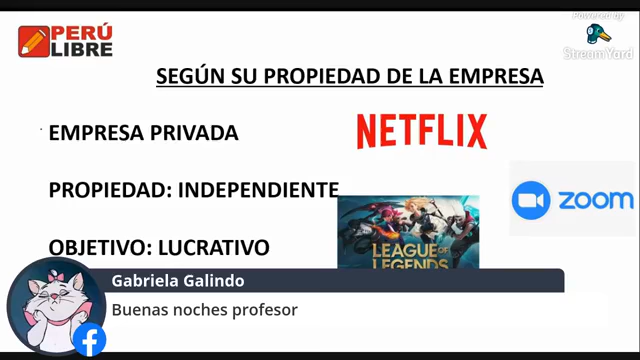 PERÚ
LIBRE
Powered by
StreamYard
SEGÚN SU PROPIEDAD DE LA EMPRESA
EMPRESA PRIVADA
NETFLIX
PROPIEDAD: INDEPENDIENTE
zoom
OBJETIVO: LUCRATIVO
LEAGUE OF
LEGENDS
Gabriela Galindo
Buenas noches profesor